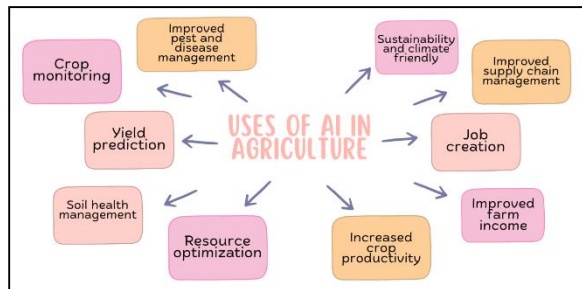 Improved
pest and
disease
management
Sustainability
and climate
friendly
Crop
monitoring
Improved
supply chain
management
USES OF AI IN
AGRICULTURE
Yield
prediction
Job
creation
Soil health
management
Improved
farm
income
Resource
optimization
Increased
crop
productivity